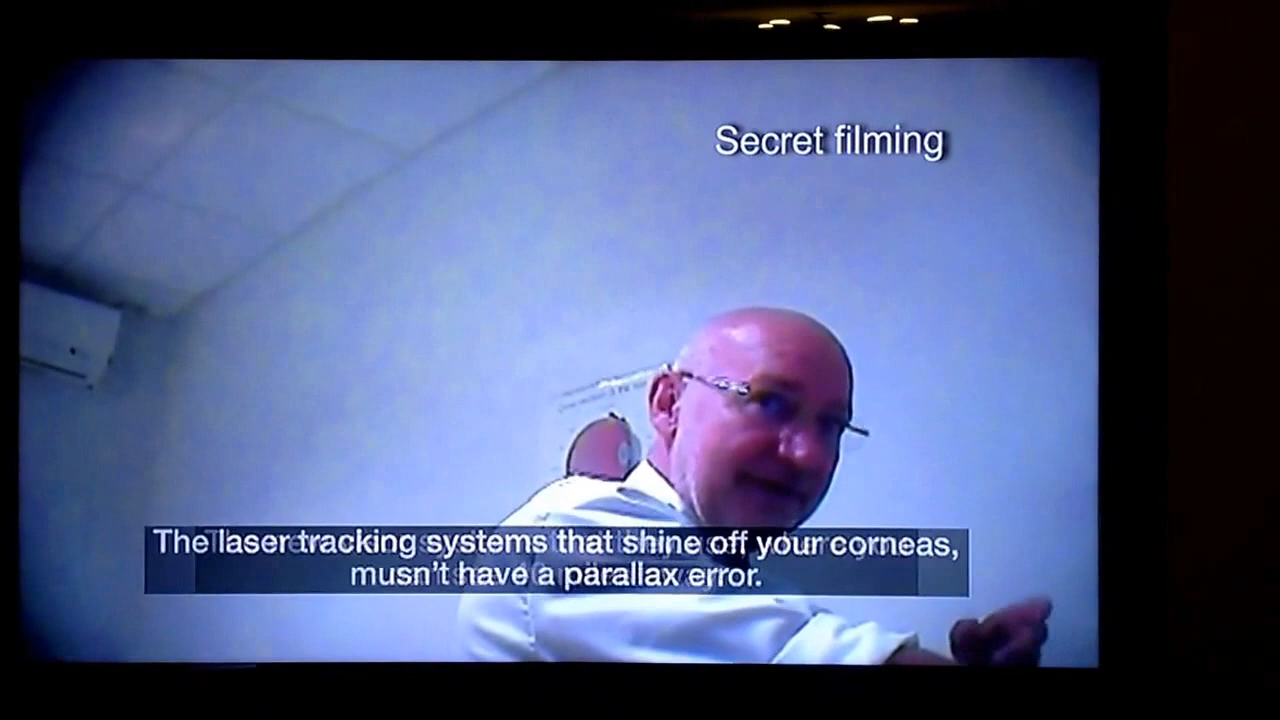 Secret filming
The laser tracking systems that shine off your corneas,
musn't have a parallax error.